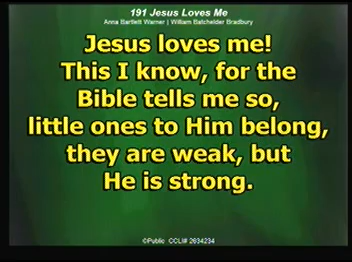 191 Jesus Loves Me
Anna Bartlett Warner | William Batchelder Bradbury
Jesus loves me!
This I know, for the
Bible tells me so,
little ones to Him belong,
they are weak, but
He is strong.
©Public CCLI# 2634234